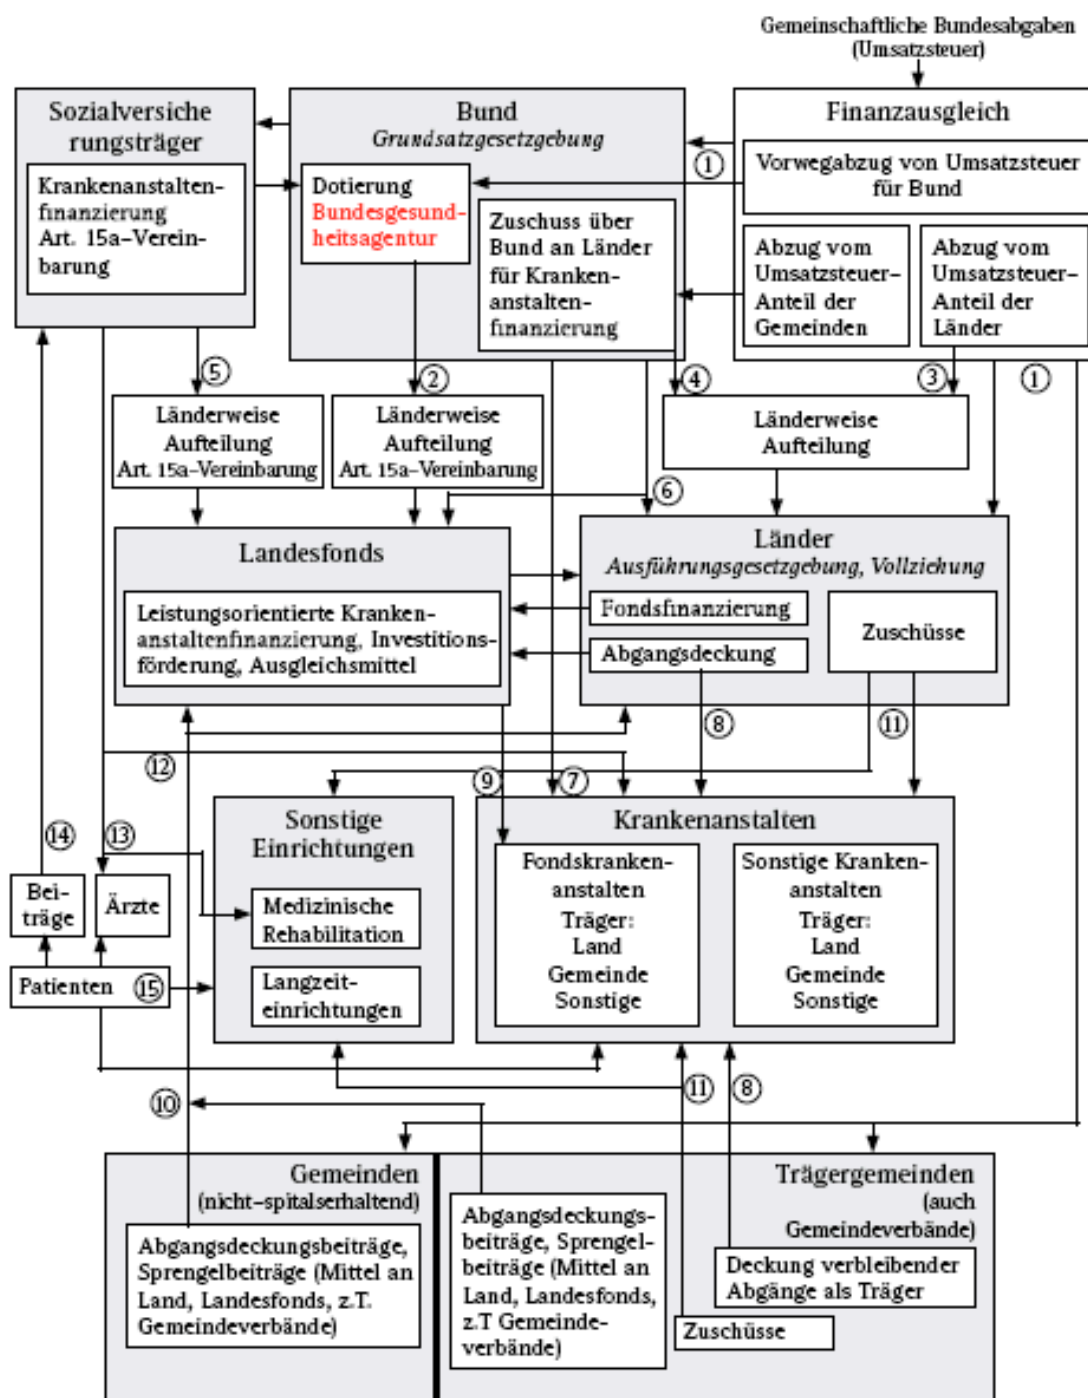 Gemeinschaftliche Bundesabgaben
(Umsatzsteuer)
Sozialversiche
rungsträger
Krankenanstalten-
finanzierung
Art. 15a-Verein-
barung
Bund
Grundsatzgesetzgebung
Dotierung
Bundesgesund-
heitsagentur
Zuschuss über
Bund an Länder
für Kranken-
anstalten-
finanzierung
Finanzausgleich
1
Vorwegabzug von Umsatzsteuer
für Bund
Abzug vom
Umsatzsteuer-
Anteil der
Gemeinden
Abzug vom
Umsatzsteuer-
Anteil der
Länder
5
2
4
3
1
Länderweise
Aufteilung
Art. 15a-Vereinbarung
Länderweise
Aufteilung
Art. 15a-Vereinbarung
Länderweise
Aufteilung
6
Landesfonds
Leistungsorientierte Kranken-
anstaltenfinanzierung, Investitions-
förderung, Ausgleichsmittel
Länder
Ausführungsgesetzgebung, Vollziehung
Fondsfinanzierung
Abgangsdeckung
Zuschüsse
8
11
12
9
7
14
13
Sonstige
Einrichtungen
Medizinische
Rehabilitation
Langzeit-
einrichtungen
Krankenanstalten
Fondskranken-
anstalten
Träger:
Land
Gemeinde
Sonstige
Sonstige Kranken-
anstalten
Träger:
Land
Gemeinde
Sonstige
Bei-
träge
Ärzte
Patienten
15
10
11
8
Gemeinden
(nicht-spitalserhaltend)
Abgangsdeckungsbeiträge,
Sprengelbeiträge (Mittel an
Land, Landesfonds, z.T.
Gemeindeverbände)
Trägergemeinden
(auch
Gemeindeverbände)
Abgangsdeckungs-
beiträge, Sprengel-
beiträge (Mittel an
Land, Landesfonds,
z.T Gemeinde-
verbände)
Deckung verbleibender
Abgänge als Träger
Zuschüsse